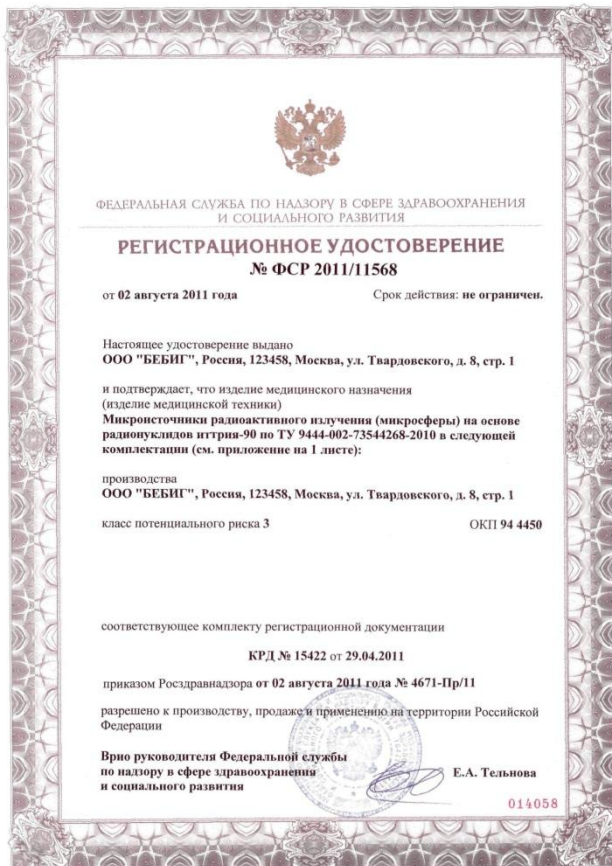 ФЕДЕРАЛЬНАЯ СЛУЖБА ПО НАДЗОРУ В СФЕРЕ ЗДРАВООХРАНЕНИЯ
И СОЦИАЛЬНОГО РАЗВИТИЯ
РЕГИСТРАЦИОННОЕ УДОСТОВЕРЕНИЕ
№ ФСР 2011/11568
от 02 августа 2011 года Срок действия: не ограничен.
Настоящее удостоверение выдано
ООО "БЕБИГ", Россия, 123458, Москва, ул. Твардовского, д. 8, стр. 1
и подтверждает, что изделие медицинского назначения
(изделие медицинской техники)
Микроисточники радиоактивного излучения (микросферы) на основе
радионуклидов иттрия-90 по ТУ 9444-002-73544268-2010 в следующей
комплектации (см. приложение на 1 листе):
производства
ООО "БЕБИГ", Россия, 123458, Москва, ул. Твардовского, д. 8, стр. 1
класс потенциального риска 3 ОКП 94 4450
соответствующее комплекту регистрационной документации
КРД № 15422 от 29.04.2011
приказом Росздравнадзора от 02 августа 2011 года № 4671-Пр/11
разрешено к производству, продаже и применению на территории Российской
Федерации
Врио руководителя Федеральной службы
по надзору в сфере здравоохранения
и социального развития
Е.А. Тельнова
014058